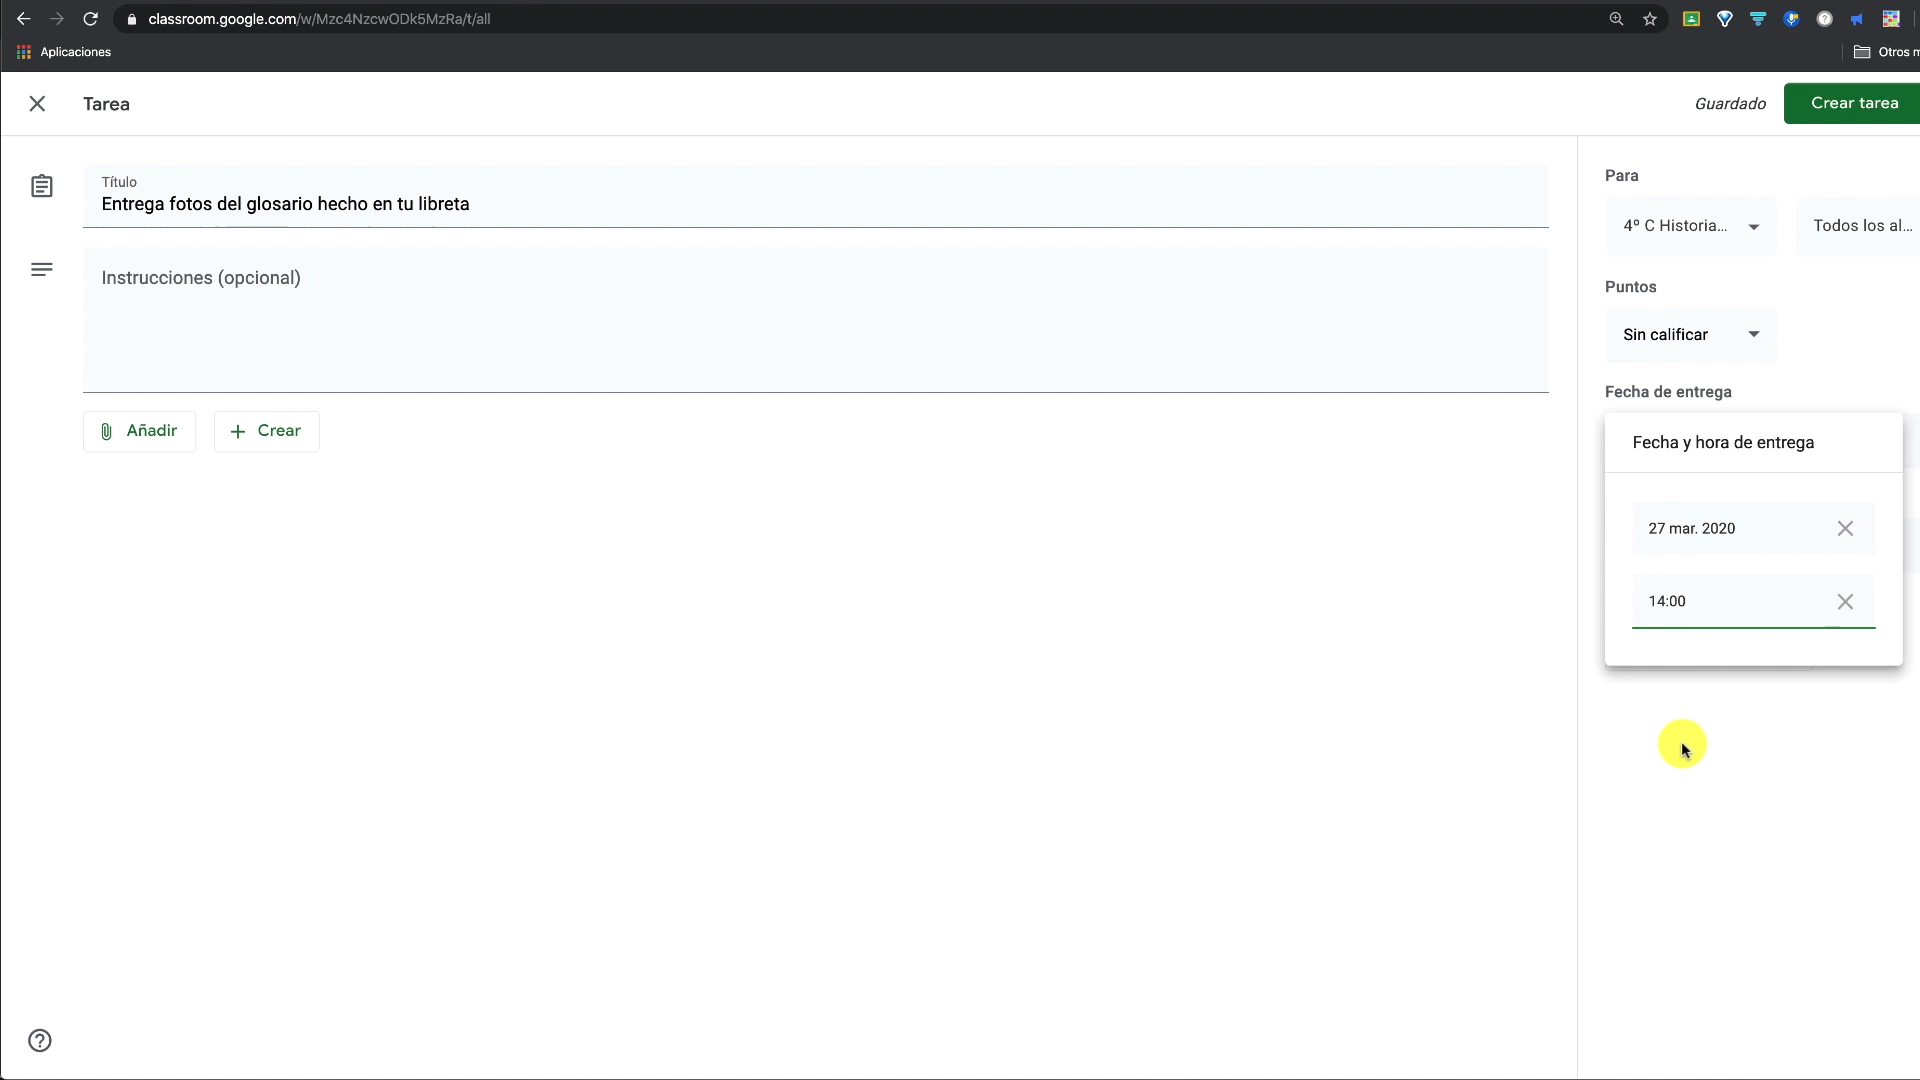 classroom.google.com/w/Mzc4NzcwODk5MzRa/t/all
Aplicaciones
Otros m
Tarea
Guardado
Crear tarea
Título
Entrega fotos del glosario hecho en tu libreta
Instrucciones (opcional)
Añadir
Crear
Para
4º C Historia...
Todos los al...
Puntos
Sin calificar
Fecha de entrega
Fecha y hora de entrega
27 mar. 2020
14:00